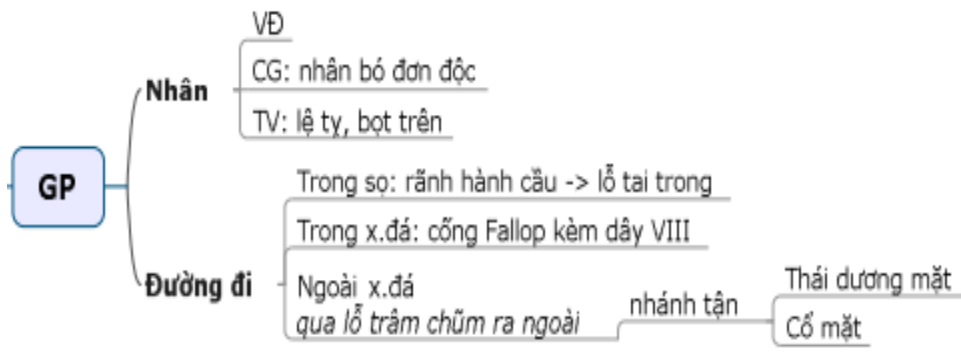 GP
Nhân
VĐ
CG: nhân bó đơn độc
TV: lệ tỵ, bọt trên
Đường đi
Trong sọ: rãnh hành cầu -> lỗ tai trong
Trong x.đá: cống Fallop kèm dây VIII
Ngoài x.đá
qua lỗ trâm chũm ra ngoài
nhánh tận
Thái dương mặt
Cổ mặt